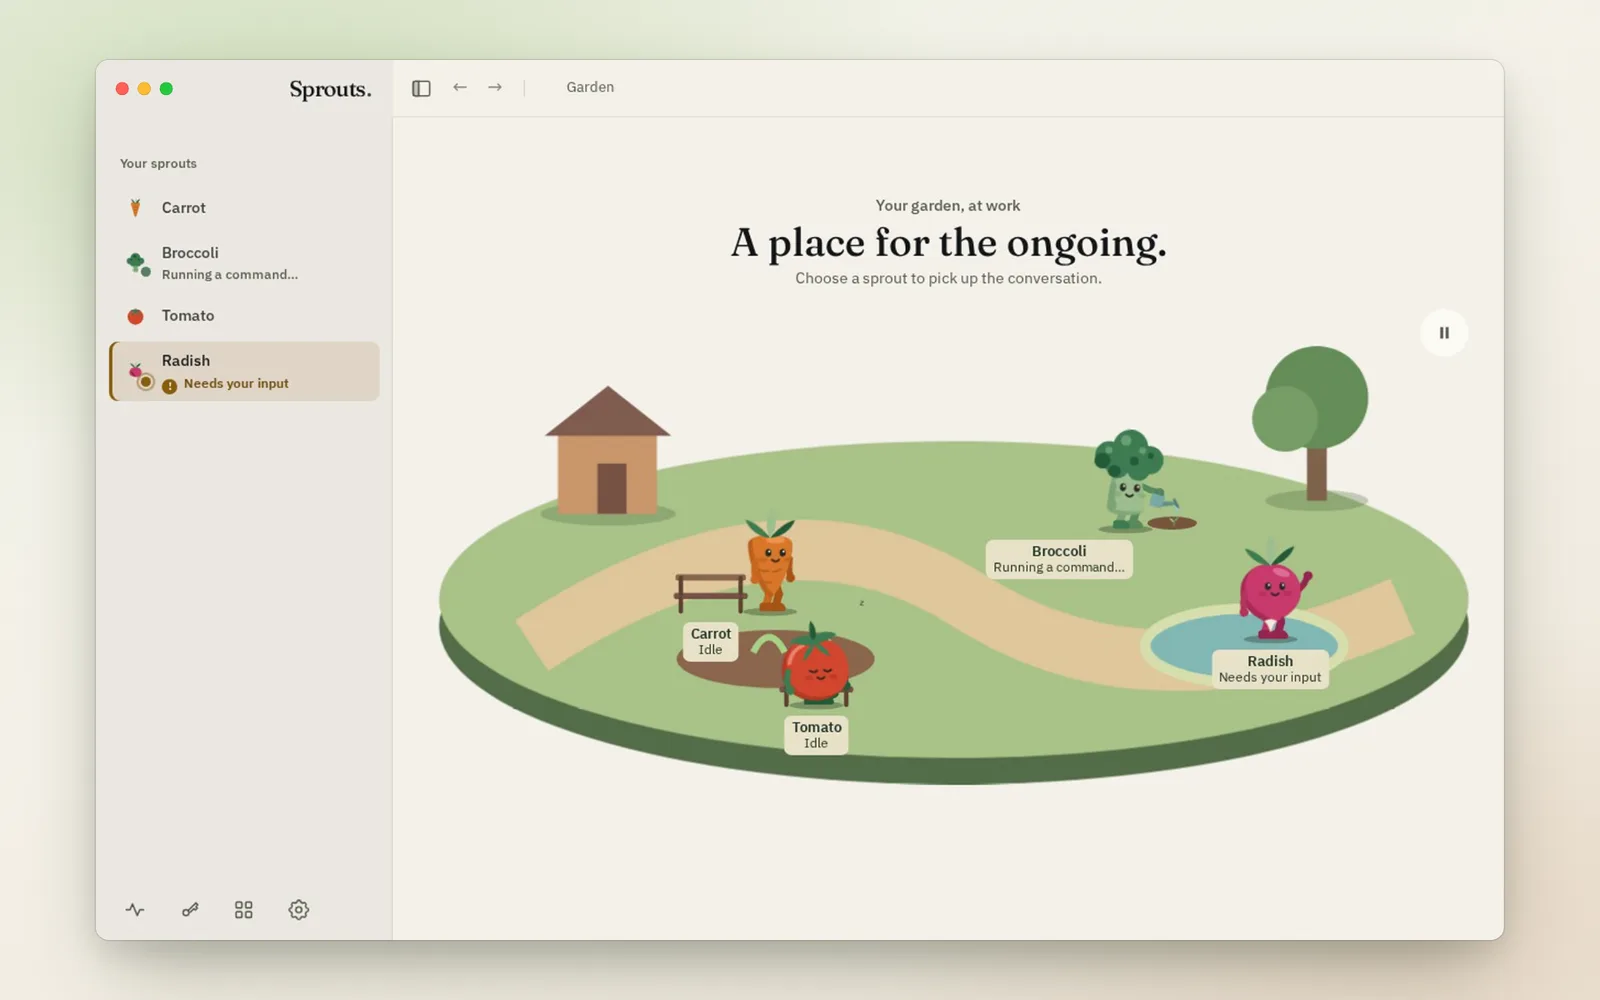 Sprouts.
Garden
Your sprouts
Carrot
Broccoli
Running a command...
Tomato
Radish
! Needs your input
Your garden, at work
A place for the ongoing.
Choose a sprout to pick up the conversation.
Broccoli
Running a command...
z
Carrot
Idle
Radish
Needs your input
Tomato
Idle